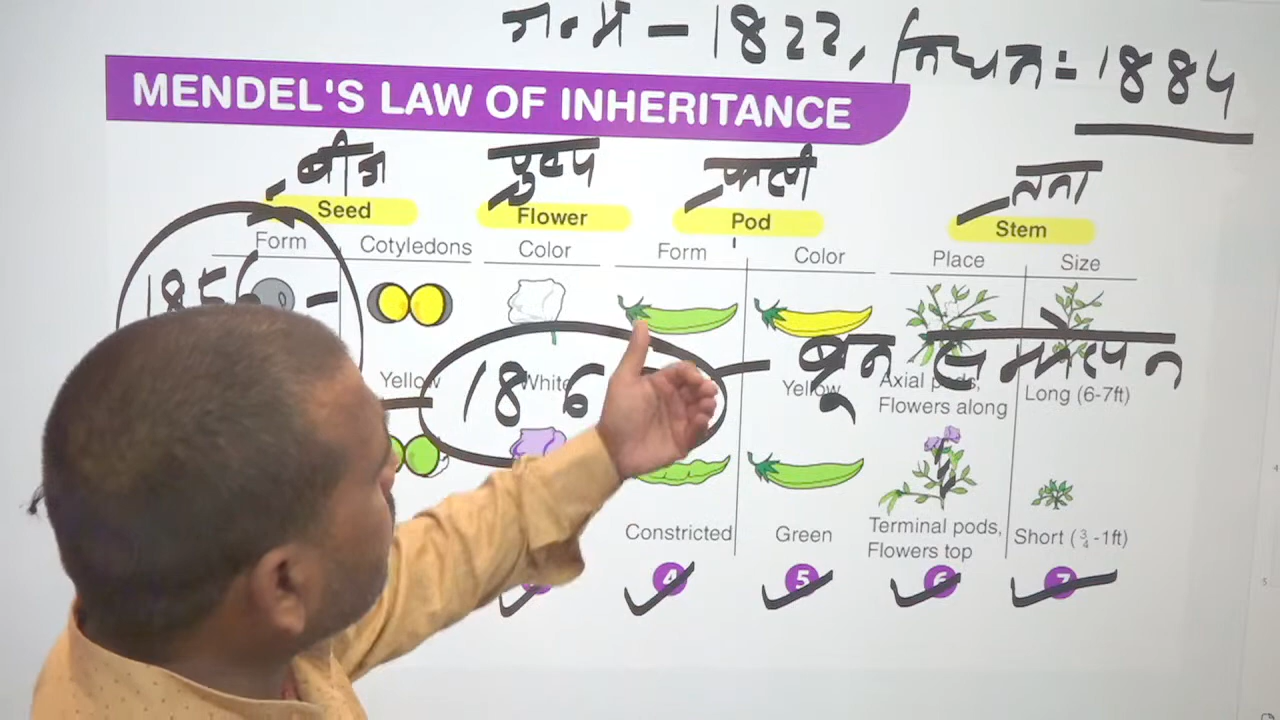 जन्म - 1822, निधन = 1884
MENDEL'S LAW OF INHERITANCE
बीज पुष्प फली तना
Seed Flower Pod Stem
Form Cotyledons Color Form Color Place Size
1856 -
186
Yellow White Yellow Axial pods, Long (6-7ft)
Flowers along
Constricted Green Terminal pods, Short (3/4-1ft)
Flowers top
4 5 6 7